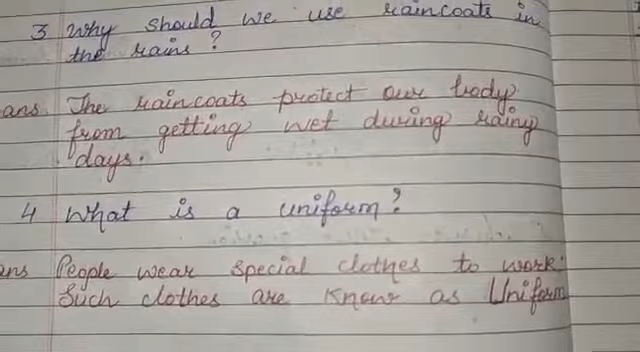 3 Why should we use raincoats in
the rains?
ans. The raincoats protect our body
from getting wet during rainy
days.
4 What is a uniform?
ans People wear special clothes to work.
Such clothes are Known as Uniform